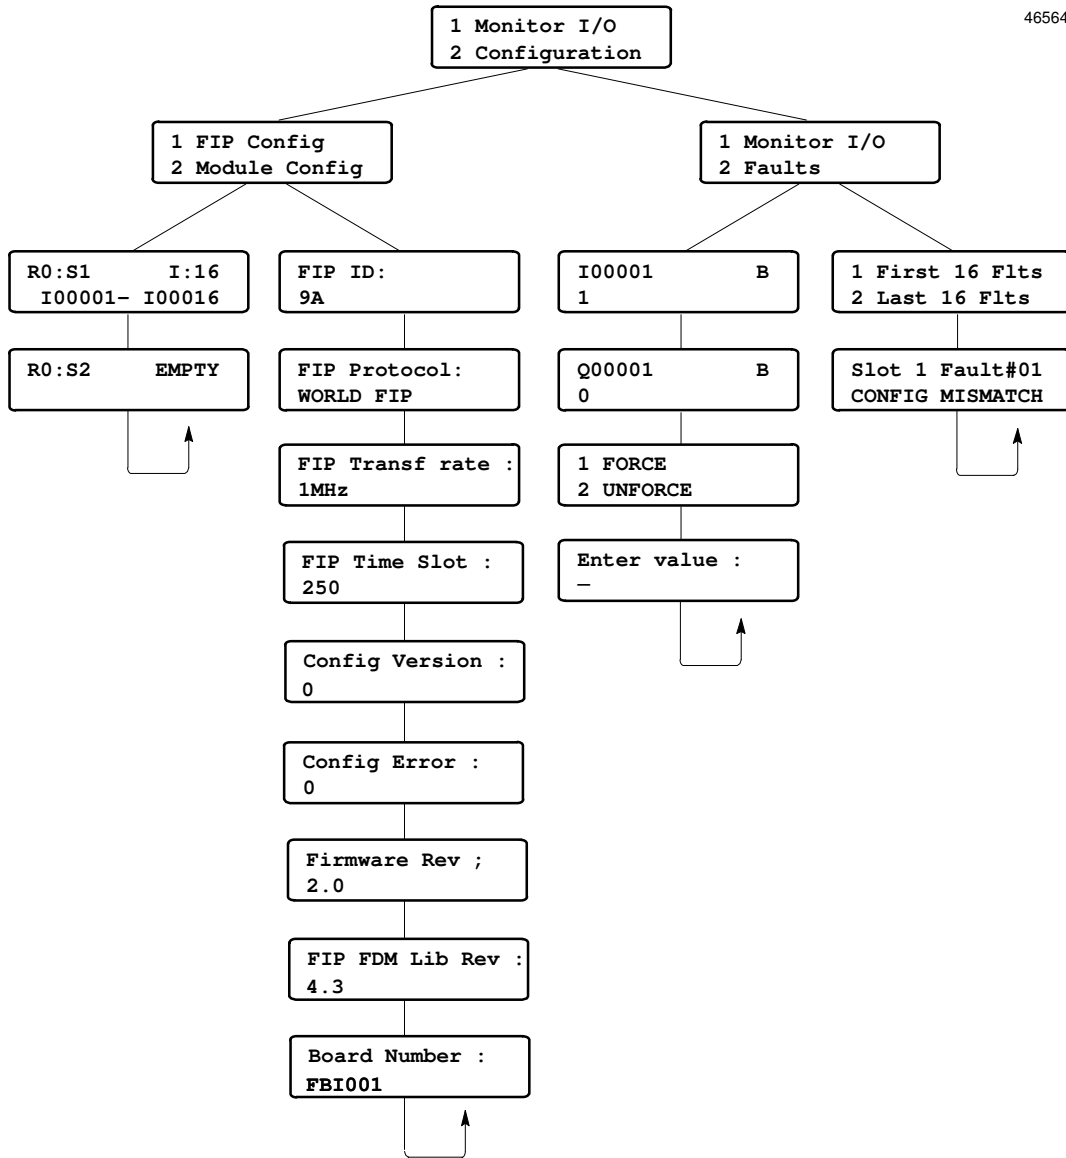 46564
1 Monitor I/O
2 Configuration
1 FIP Config
2 Module Config
1 Monitor I/O
2 Faults
R0:S1 I:16
I00001- I00016
R0:S2 EMPTY
FIP ID:
9A
FIP Protocol:
WORLD FIP
FIP Transf rate :
1MHz
FIP Time Slot :
250
Config Version :
0
Config Error :
0
Firmware Rev ;
2.0
FIP FDM Lib Rev :
4.3
Board Number :
FBI001
I00001 B
1
Q00001 B
0
1 FORCE
2 UNFORCE
Enter value :
_
1 First 16 Flts
2 Last 16 Flts
Slot 1 Fault#01
CONFIG MISMATCH